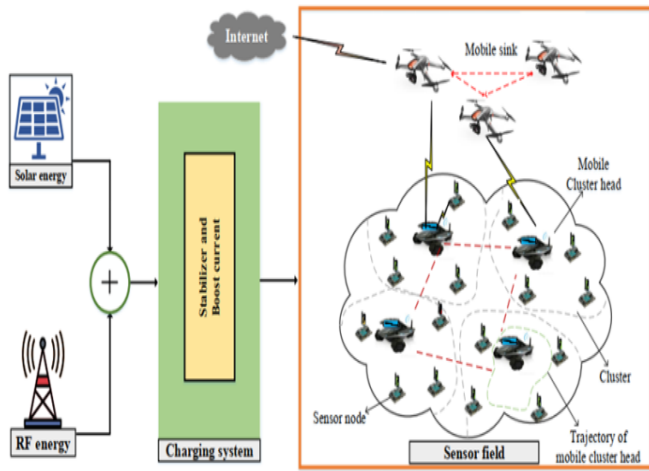 Internet
Mobile sink
Solar energy
Mobile
Cluster head
+
Stabilizer and
Boost current
RF energy
Charging system
Sensor node
Cluster
Trajectory of
mobile cluster head
Sensor field